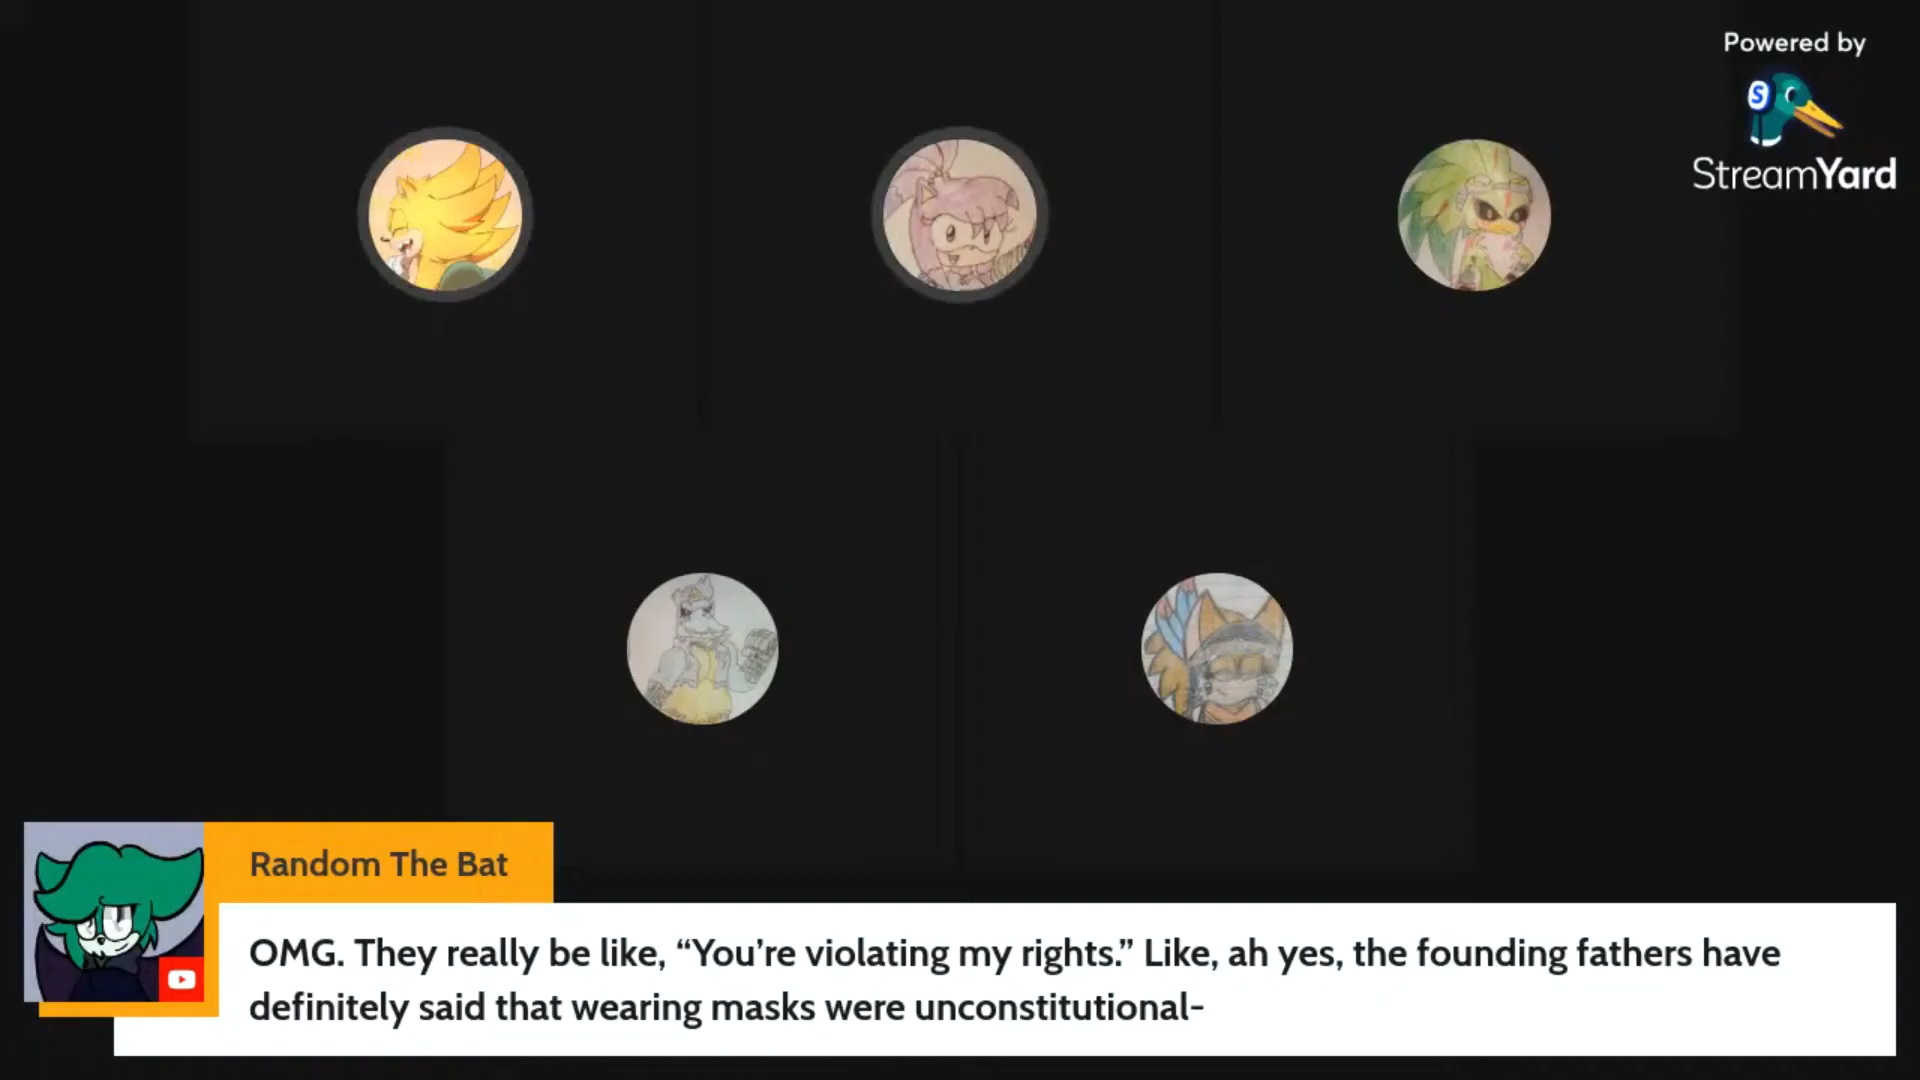 Powered by
S
StreamYard
Random The Bat
OMG. They really be like, “You’re violating my rights.” Like, ah yes, the founding fathers have
definitely said that wearing masks were unconstitutional-